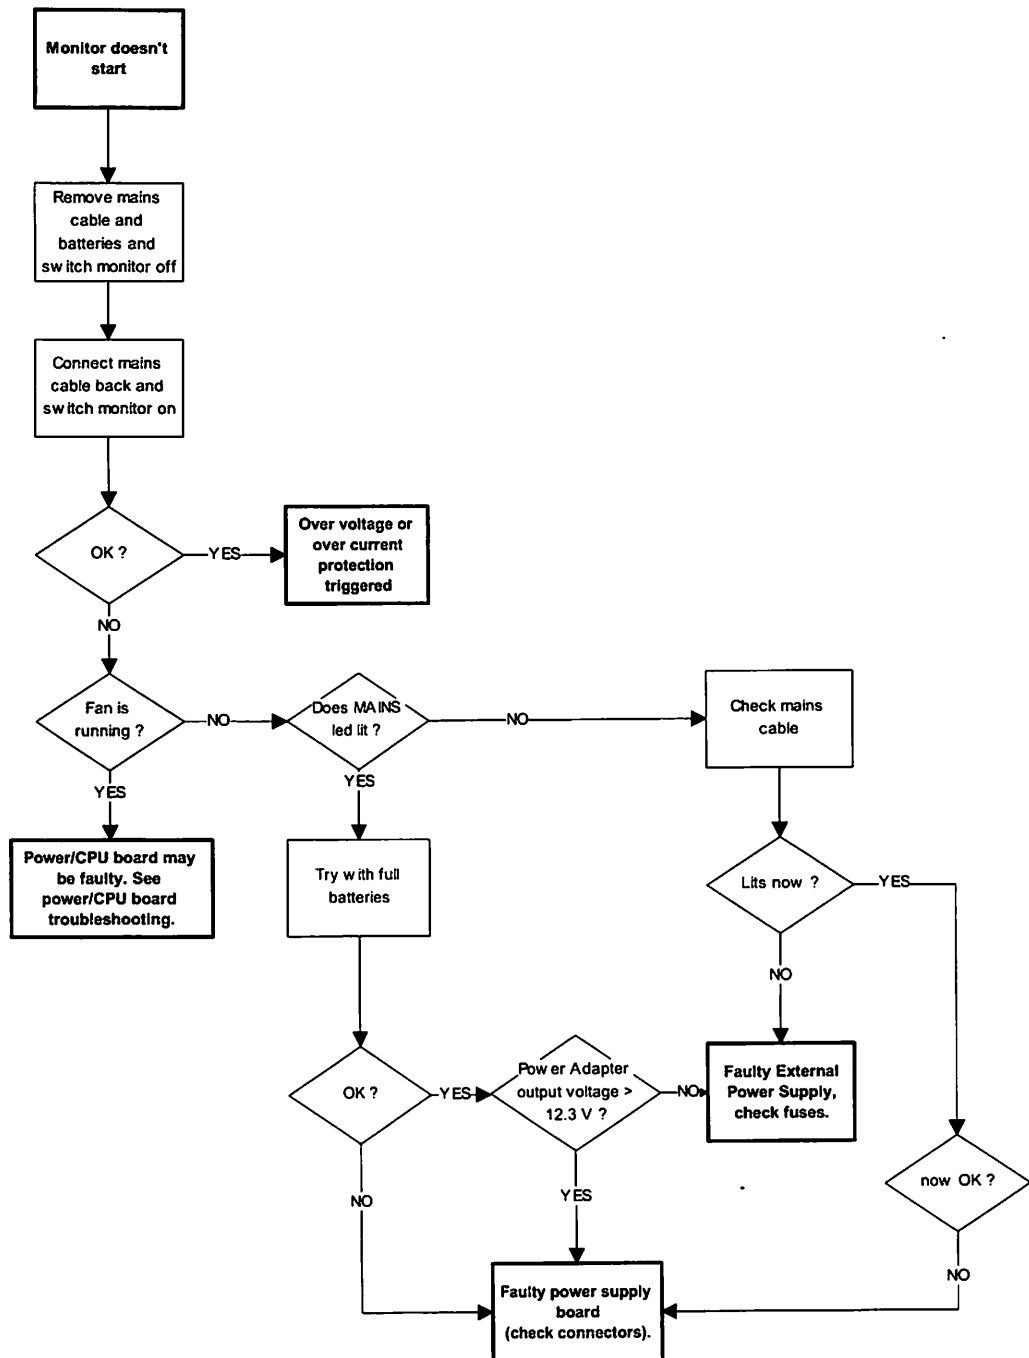 Monitor doesn't
start
Remove mains
cable and
batteries and
switch monitor off
Connect mains
cable back and
switch monitor on
OK ?
YES
Over voltage or
over current
protection
triggered
NO
Fan is
running ?
NO
Does MAINS
led lit ?
NO
Check mains
cable
YES
YES
Power/CPU board may
be faulty. See
power/CPU board
troubleshooting.
Try with full
batteries
Lits now ?
YES
NO
OK?
YES
Power Adapter
output voltage >
12.3 V ?
NO
Faulty External
Power Supply,
check fuses.
NO
YES
now OK ?
NO
Faulty power supply
board
(check connectors).